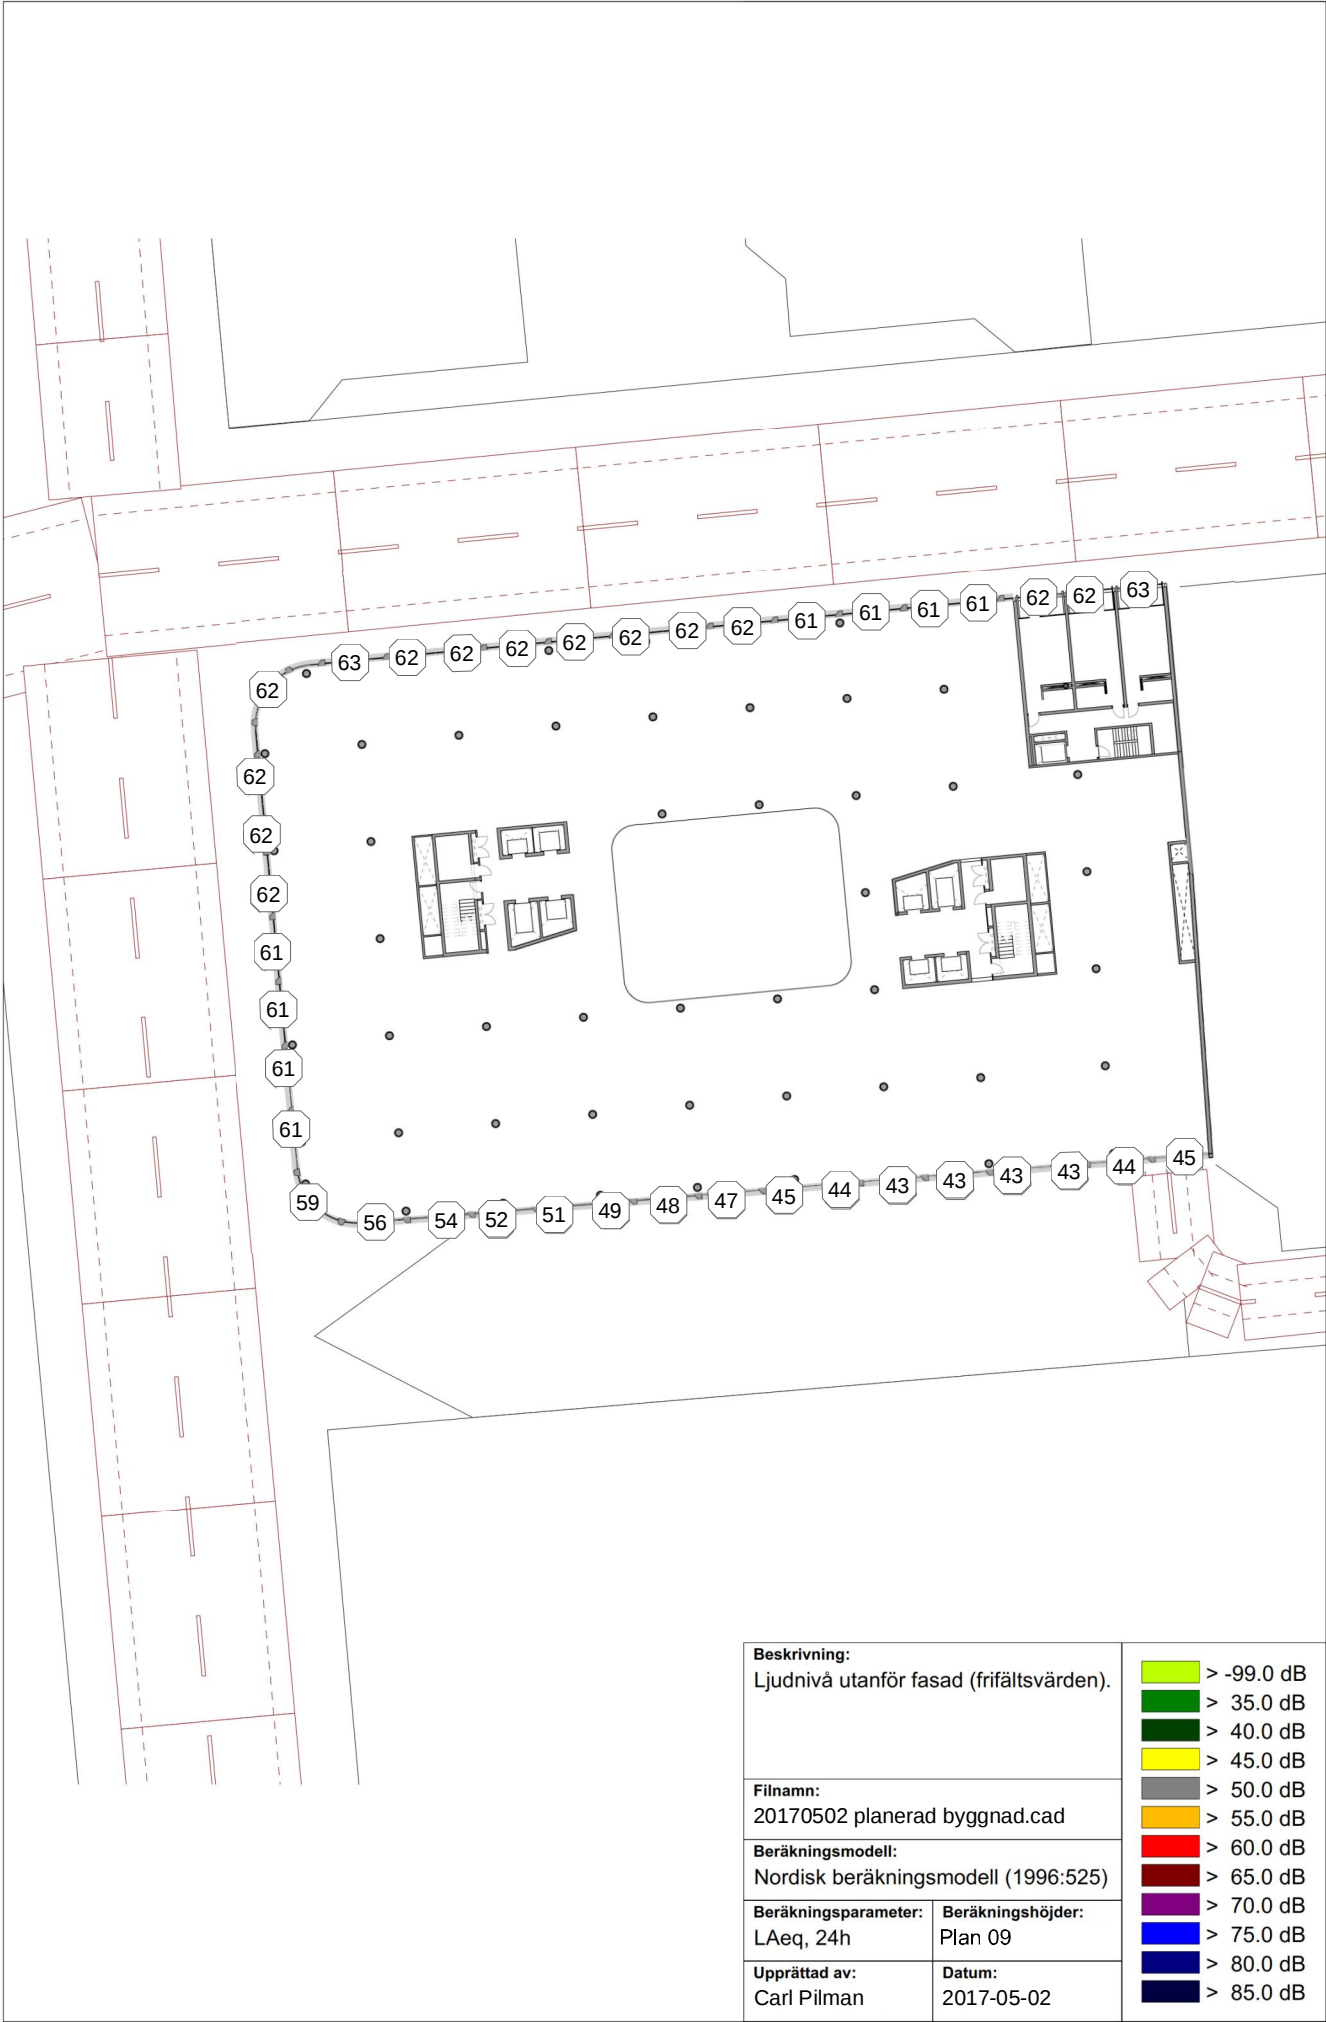 63
62
62
61
61
61
61
62
62
62
62
62
62
62
63
62
62
62
62
61
61
61
61
59
56
54
52
51
49
48
47
45
44
43
43
43
43
44
45
Beskrivning:
Ljudnivå utanför fasad (frifältsvärden).
Filnamn:
20170502 planerad byggnad.cad
Beräkningsmodell:
Nordisk beräkningsmodell (1996:525)
Beräkningsparameter:
LAeq, 24h
Beräkningshöjder:
Plan 09
Upprättad av:
Carl Pilman
Datum:
2017-05-02
> -99.0 dB
> 35.0 dB
> 40.0 dB
> 45.0 dB
> 50.0 dB
> 55.0 dB
> 60.0 dB
> 65.0 dB
> 70.0 dB
> 75.0 dB
> 80.0 dB
> 85.0 dB